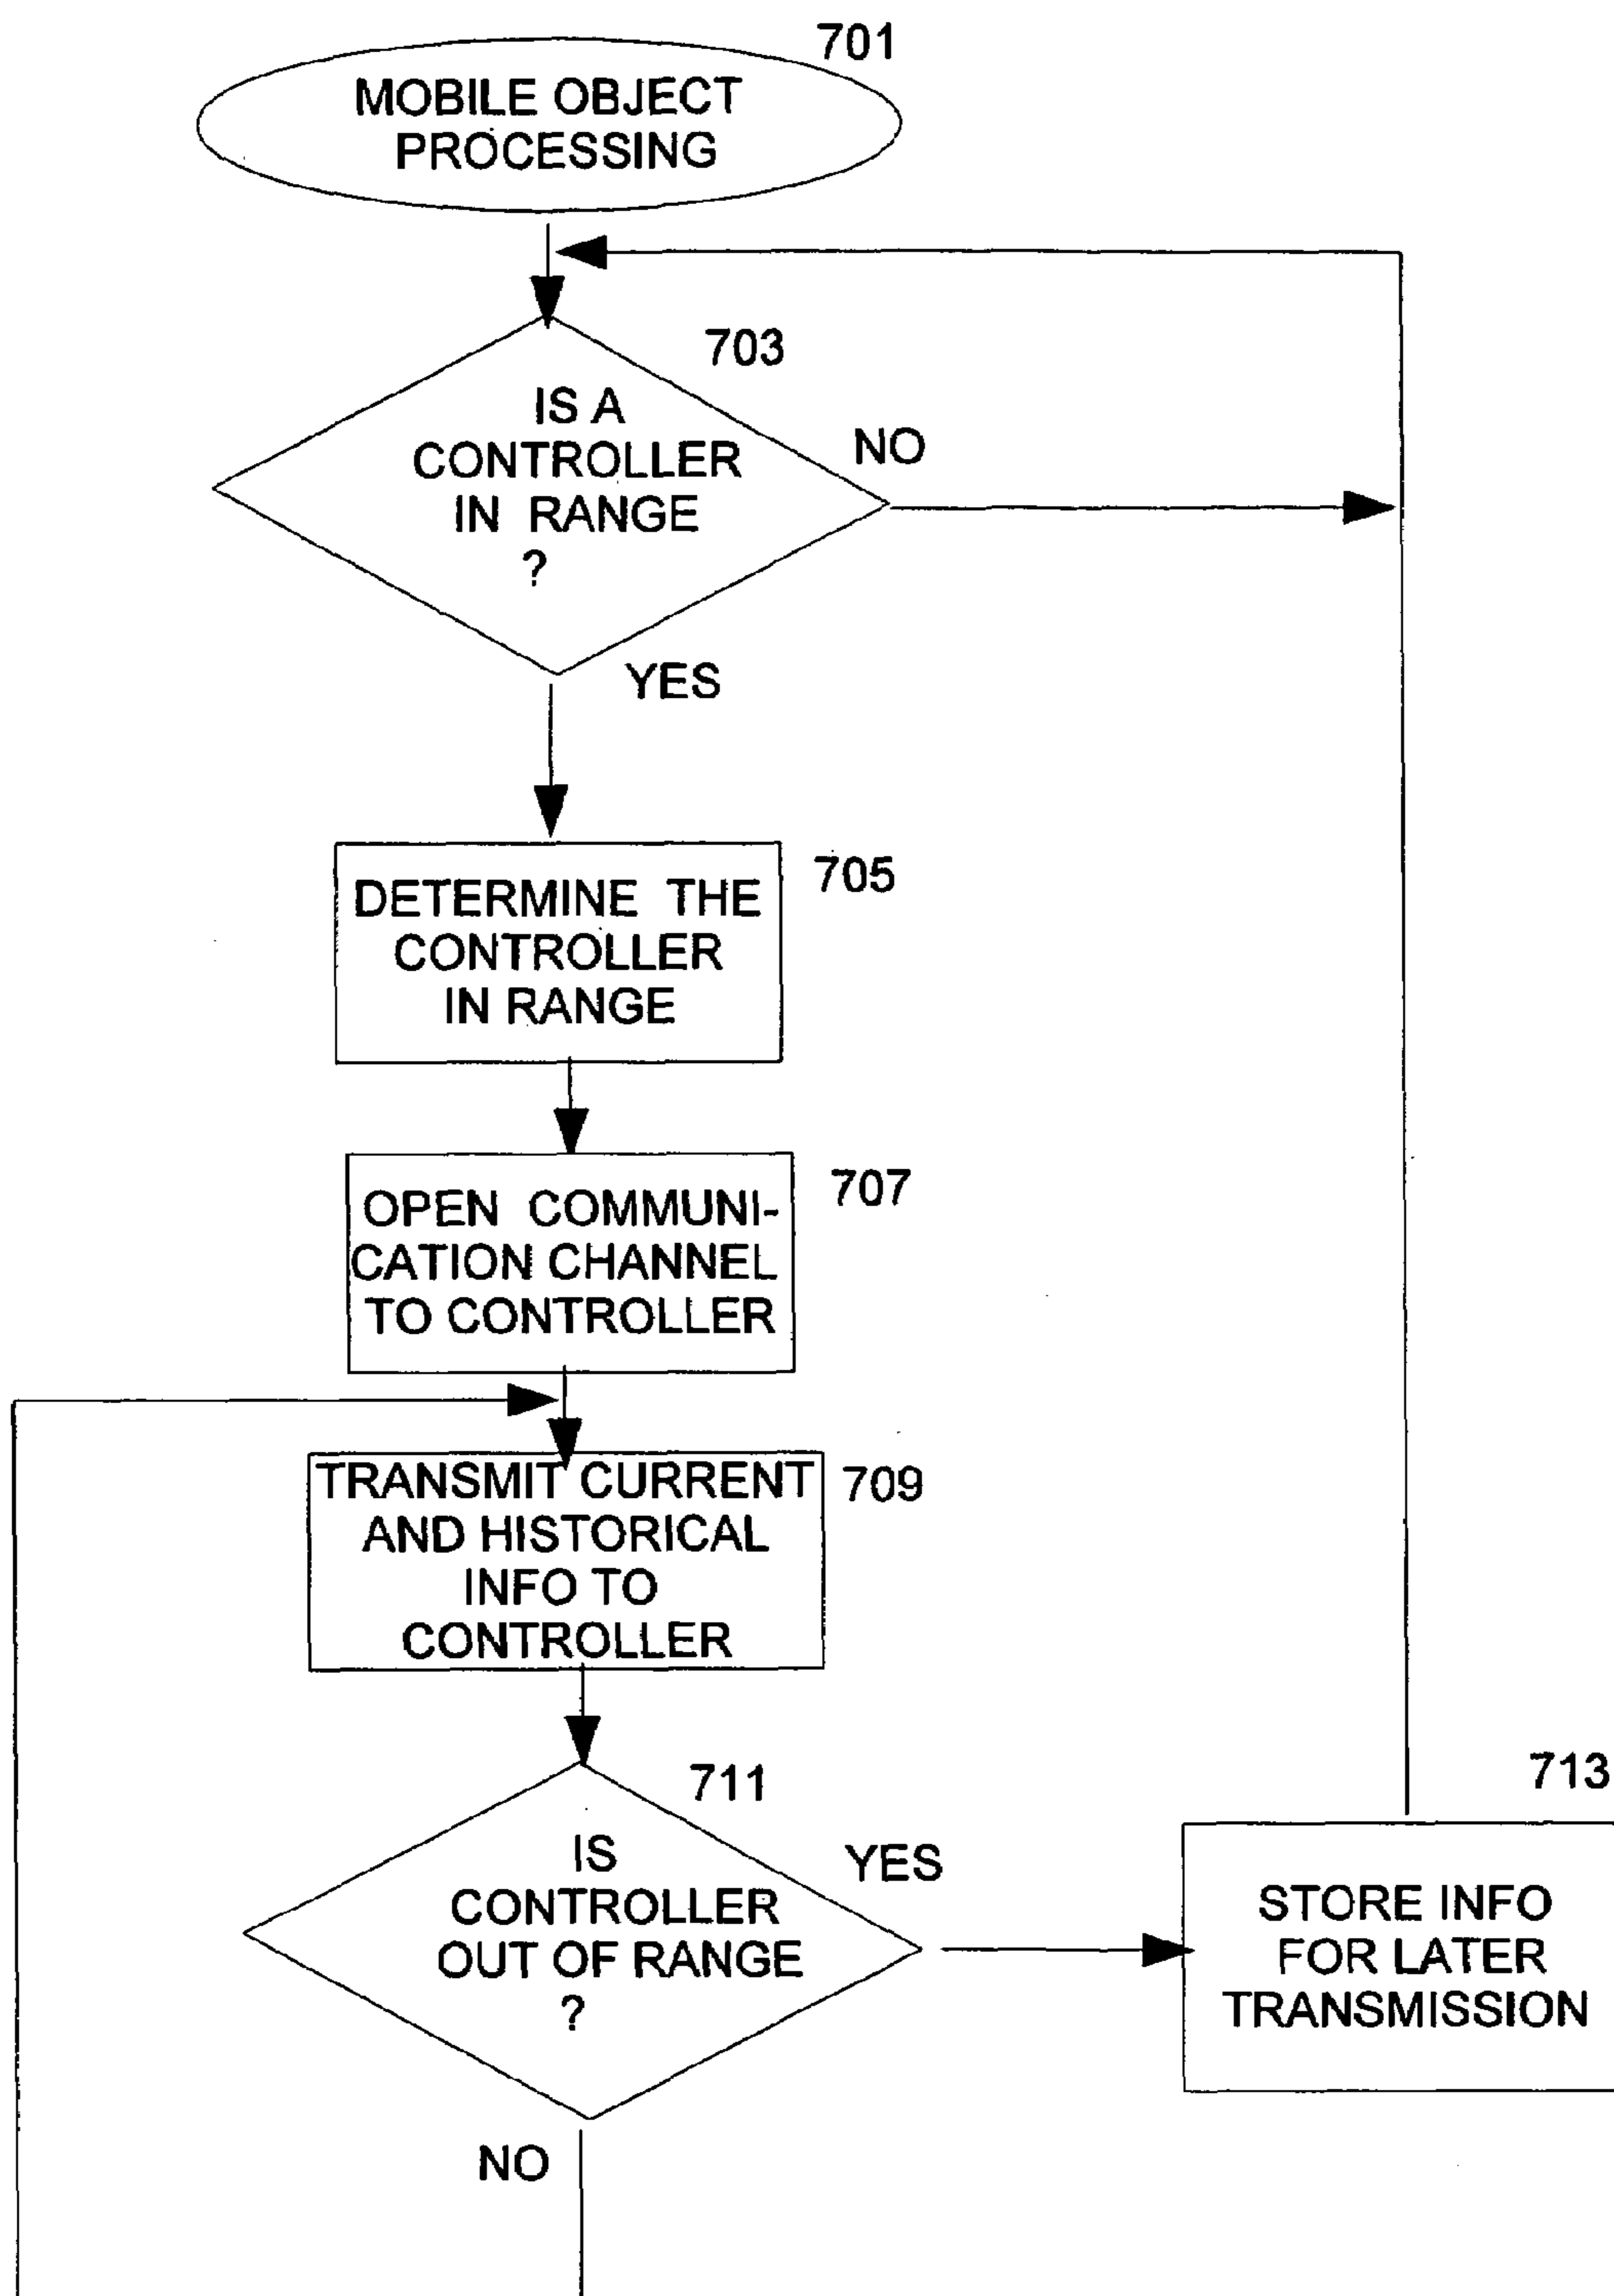 701
MOBILE OBJECT
PROCESSING
703
IS A
CONTROLLER
IN RANGE
?
NO
YES
705
DETERMINE THE
CONTROLLER
IN RANGE
707
OPEN COMMUNI-
CATION CHANNEL
TO CONTROLLER
709
TRANSMIT CURRENT
AND HISTORICAL
INFO TO
CONTROLLER
711
IS
CONTROLLER
OUT OF RANGE
?
YES
NO
713
STORE INFO
FOR LATER
TRANSMISSION